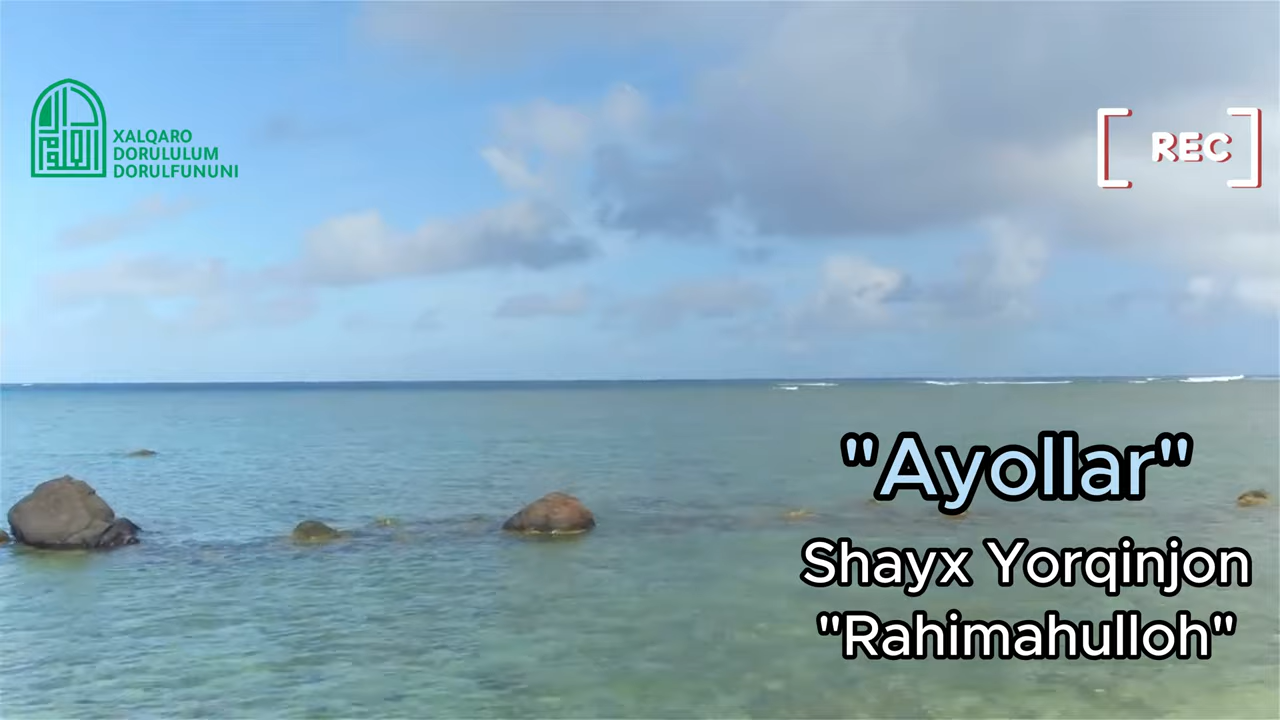 XALQARO
DORULULUM
DORULFUNUNI
REC
"Ayollar"
Shayx Yorqinjon
"Rahimahulloh"